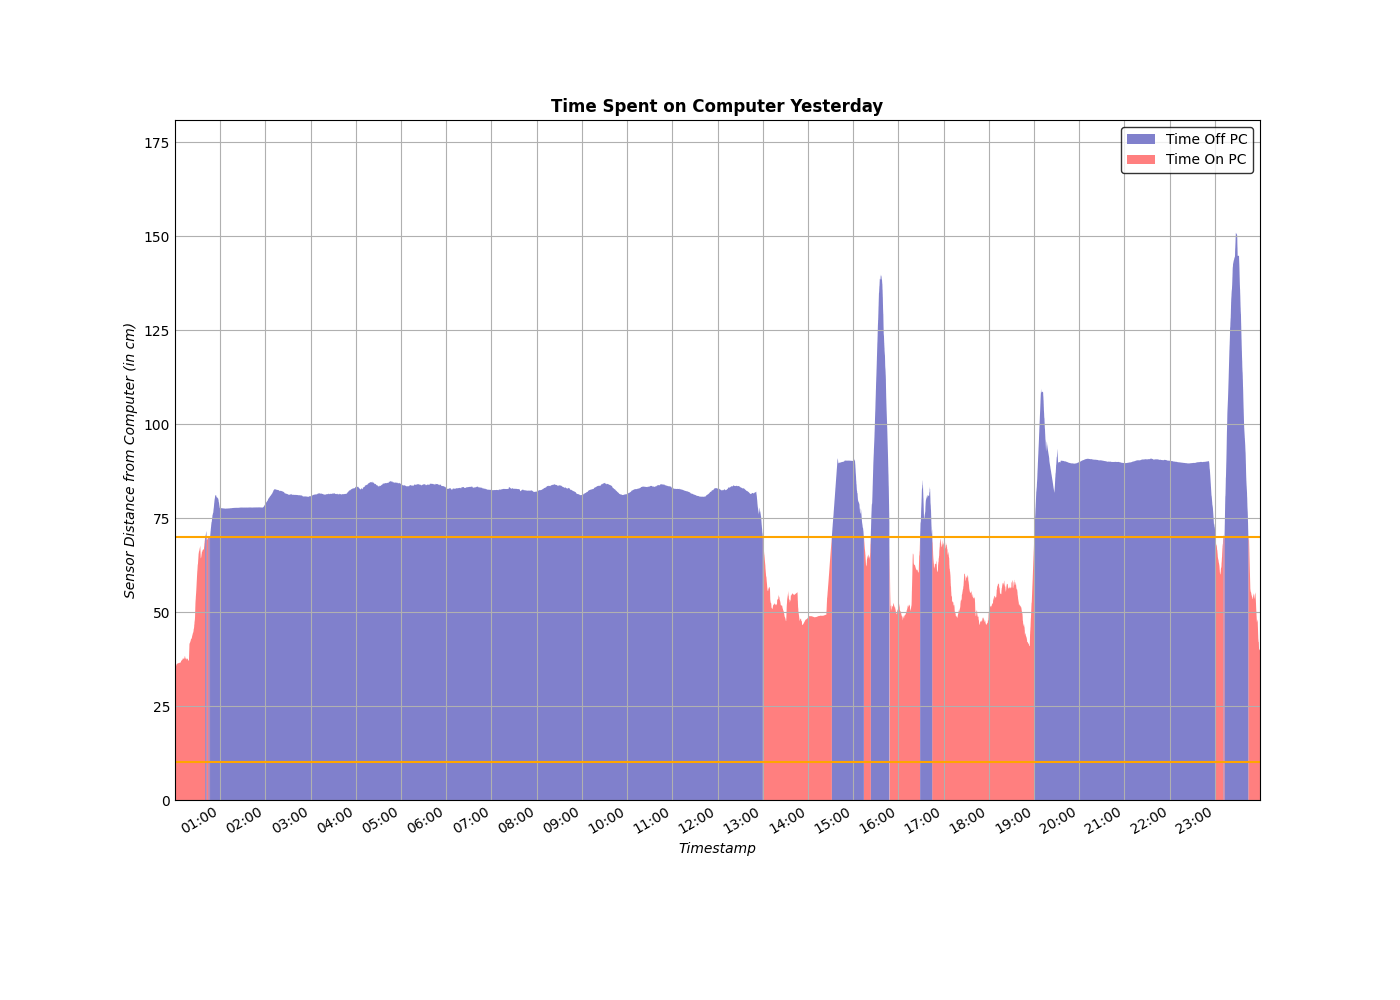 Time Spent on Computer Yesterday
Time Off PC
Time On PC
175
150
125
100
75
50
25
0
Sensor Distance from Computer (in cm)
01:00 02:00 03:00 04:00 05:00 06:00 07:00 08:00 09:00 10:00 11:00 12:00 13:00 14:00 15:00 16:00 17:00 18:00 19:00 20:00 21:00 22:00 23:00
Timestamp